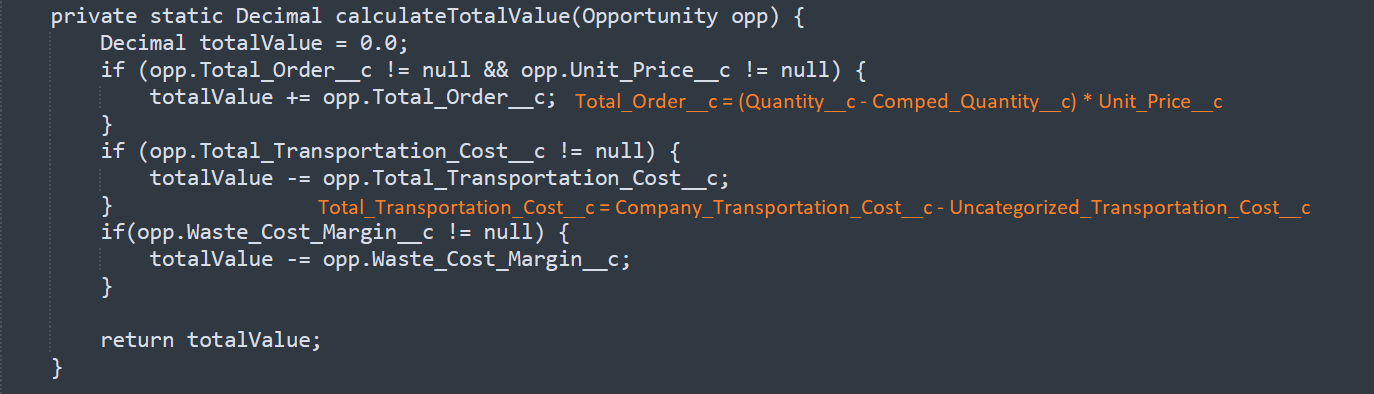 private static Decimal calculateTotalValue(Opportunity opp) {
Decimal totalValue = 0.0;
if (opp.Total_Order__c != null && opp.Unit_Price__c != null) {
totalValue += opp.Total_Order__c; Total_Order__c = (Quantity__c - Comped_Quantity__c) * Unit_Price__c
}
if (opp.Total_Transportation_Cost__c != null) {
totalValue -= opp.Total_Transportation_Cost__c;
} Total_Transportation_Cost__c = Company_Transportation_Cost__c - Uncategorized_Transportation_Cost__c
if(opp.Waste_Cost_Margin__c != null) {
totalValue -= opp.Waste_Cost_Margin__c;
}
return totalValue;
}